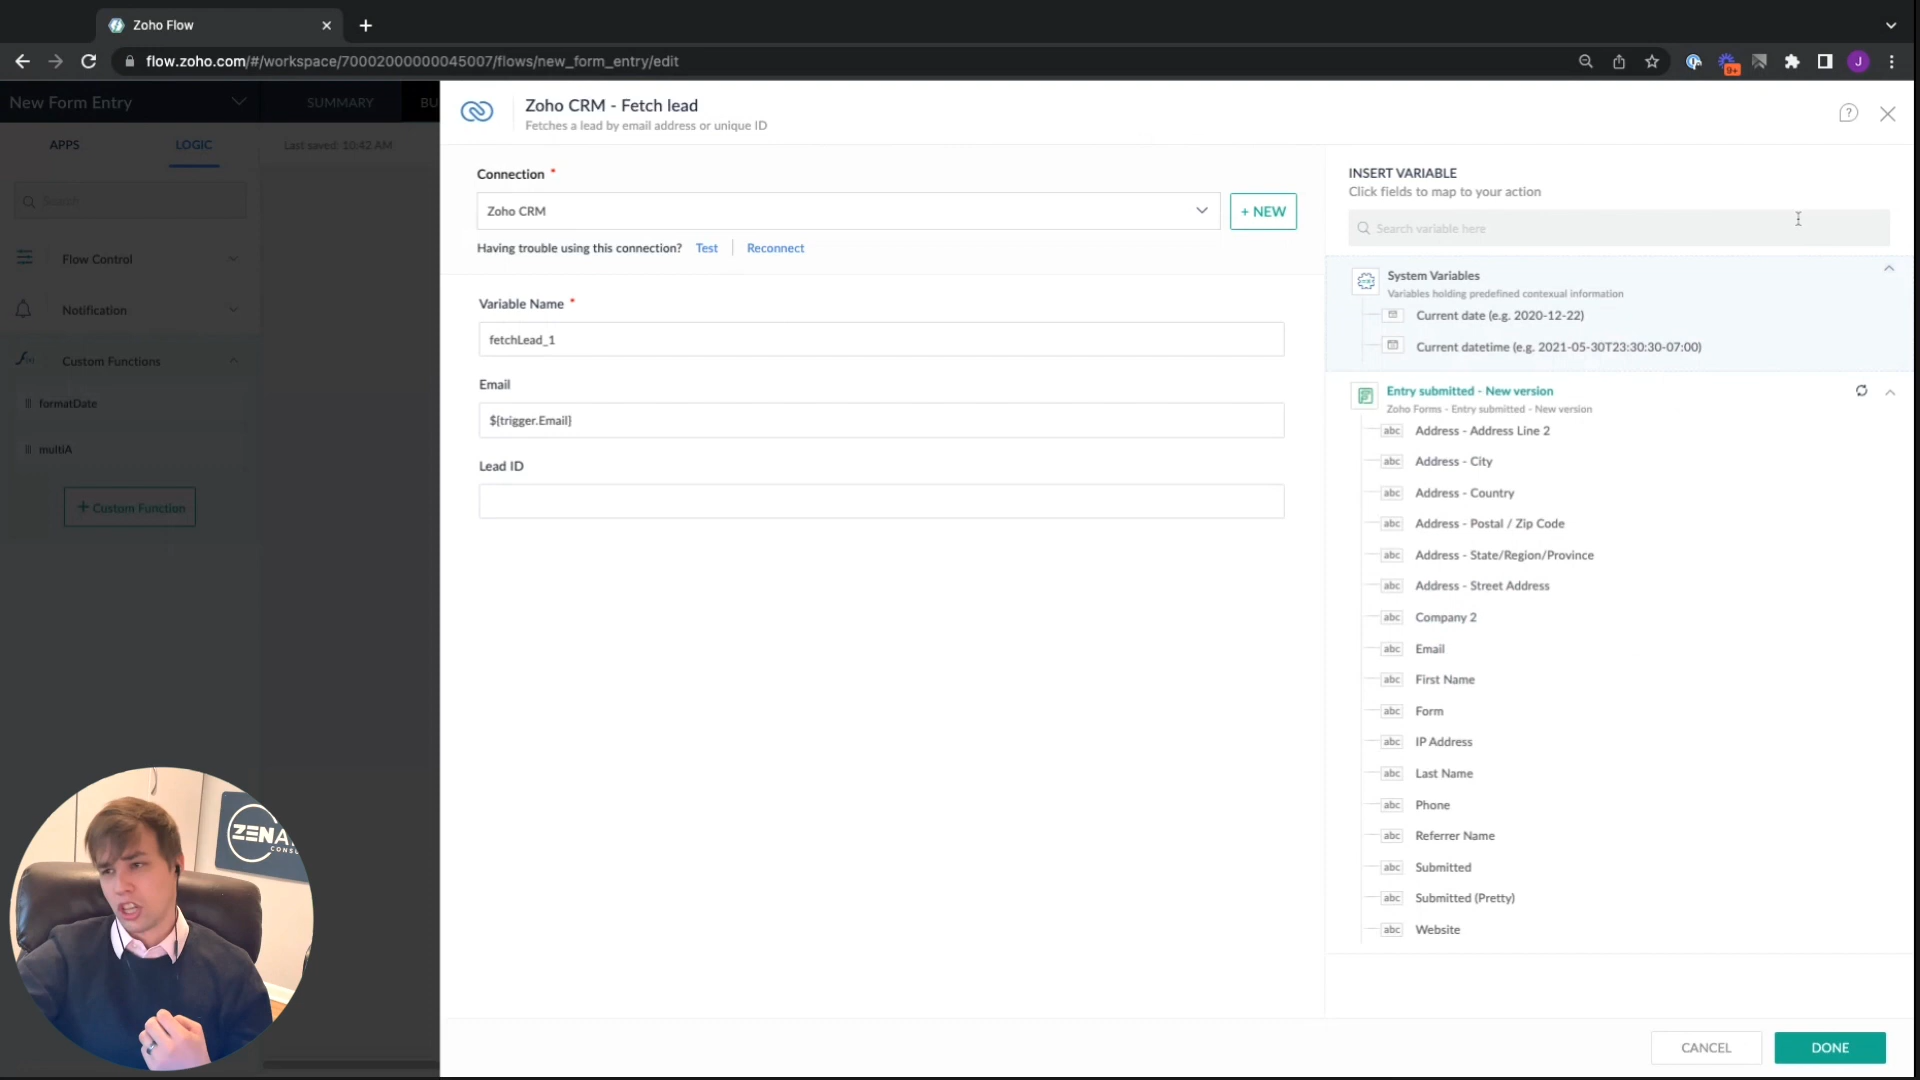 Zoho Flow
flow.zoho.com/#/workspace/70002000000045007/flows/new_form_entry/edit
9+
J
New Form Entry
SUMMARY
BU
APPS
LOGIC
Last saved: 10:42 AM
Search
Flow Control
Notification
Custom Functions
formatDate
multiA
+ Custom Function
Zoho CRM - Fetch lead
Fetches a lead by email address or unique ID
Connection *
Zoho CRM
+ NEW
Having trouble using this connection? Test | Reconnect
Variable Name *
fetchLead_1
Email
${trigger.Email}
Lead ID
INSERT VARIABLE
Click fields to map to your action
Search variable here
System Variables
Variables holding predefined contexual information
Current date (e.g. 2020-12-22)
Current datetime (e.g. 2021-05-30T23:30:30-07:00)
Entry submitted - New version
Zoho Forms - Entry submitted - New version
abc Address - Address Line 2
abc Address - City
abc Address - Country
abc Address - Postal / Zip Code
abc Address - State/Region/Province
abc Address - Street Address
abc Company 2
abc Email
abc First Name
abc Form
abc IP Address
abc Last Name
abc Phone
abc Referrer Name
abc Submitted
abc Submitted (Pretty)
abc Website
CANCEL
DONE
ZENA
CONSU